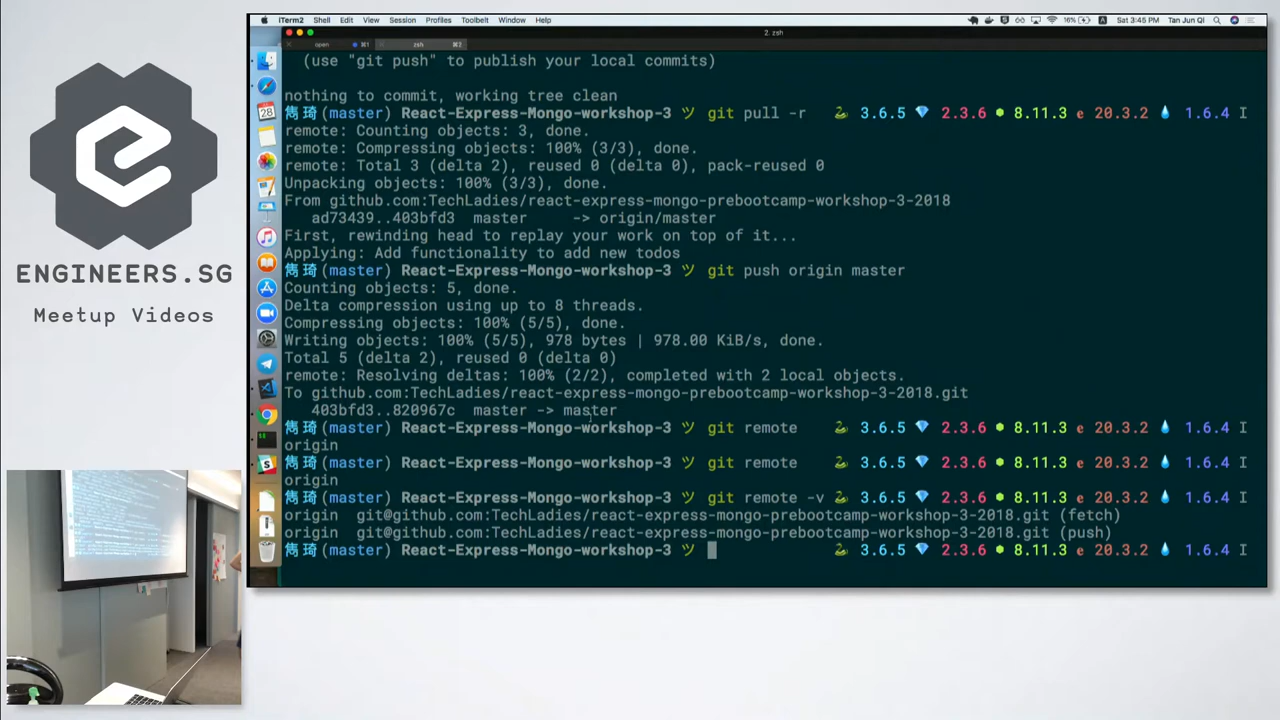 iTerm2 Shell Edit View Session Profiles Toolbelt Window Help 16% A Sat 3:45 PM Tan Jun Qi
2. zsh
open ⌘1 zsh ⌘2
(use "git push" to publish your local commits)
nothing to commit, working tree clean
雋琦(master) React-Express-Mongo-workshop-3 ツ git pull -r 🐍 3.6.5 💎 2.3.6 ⬢ 8.11.3 e 20.3.2 💧 1.6.4 I
remote: Counting objects: 3, done.
remote: Compressing objects: 100% (3/3), done.
remote: Total 3 (delta 2), reused 0 (delta 0), pack-reused 0
Unpacking objects: 100% (3/3), done.
From github.com:TechLadies/react-express-mongo-prebootcamp-workshop-3-2018
ad73439..403bfd3 master -> origin/master
First, rewinding head to replay your work on top of it...
Applying: Add functionality to add new todos
雋琦(master) React-Express-Mongo-workshop-3 ツ git push origin master
Counting objects: 5, done.
Delta compression using up to 8 threads.
Compressing objects: 100% (5/5), done.
Writing objects: 100% (5/5), 978 bytes | 978.00 KiB/s, done.
Total 5 (delta 2), reused 0 (delta 0)
remote: Resolving deltas: 100% (2/2), completed with 2 local objects.
To github.com:TechLadies/react-express-mongo-prebootcamp-workshop-3-2018.git
403bfd3..820967c master -> master
雋琦(master) React-Express-Mongo-workshop-3 ツ git remote 🐍 3.6.5 💎 2.3.6 ⬢ 8.11.3 e 20.3.2 💧 1.6.4 I
origin
雋琦(master) React-Express-Mongo-workshop-3 ツ git remote 🐍 3.6.5 💎 2.3.6 ⬢ 8.11.3 e 20.3.2 💧 1.6.4 I
origin
雋琦(master) React-Express-Mongo-workshop-3 ツ git remote -v 🐍 3.6.5 💎 2.3.6 ⬢ 8.11.3 e 20.3.2 💧 1.6.4 I
origin git@github.com:TechLadies/react-express-mongo-prebootcamp-workshop-3-2018.git (fetch)
origin git@github.com:TechLadies/react-express-mongo-prebootcamp-workshop-3-2018.git (push)
雋琦(master) React-Express-Mongo-workshop-3 ツ 🐍 3.6.5 💎 2.3.6 ⬢ 8.11.3 e 20.3.2 💧 1.6.4 I
28
ENGINEERS.SG
Meetup Videos